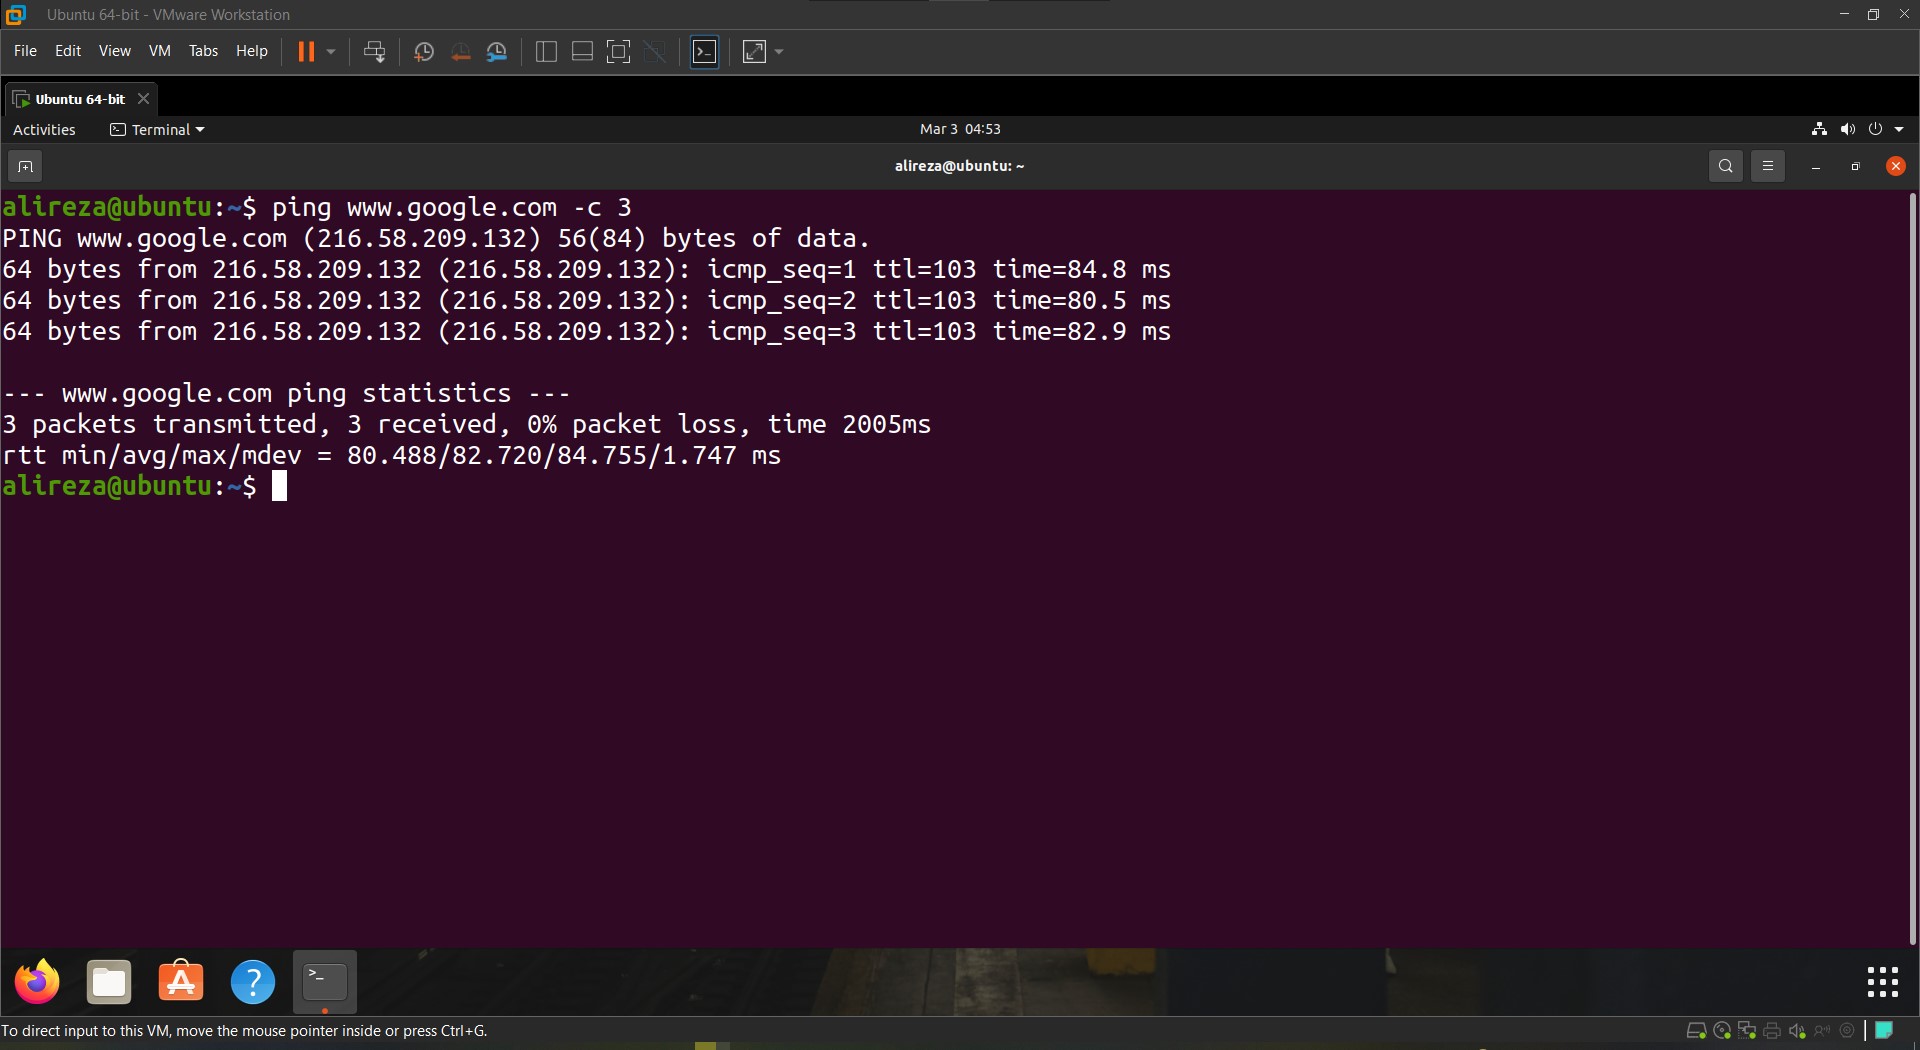 Ubuntu 64-bit - VMware Workstation
File Edit View VM Tabs Help
Ubuntu 64-bit
Activities Terminal Mar 3 04:53
alireza@ubuntu: ~
alireza@ubuntu:~$ ping www.google.com -c 3
PING www.google.com (216.58.209.132) 56(84) bytes of data.
64 bytes from 216.58.209.132 (216.58.209.132): icmp_seq=1 ttl=103 time=84.8 ms
64 bytes from 216.58.209.132 (216.58.209.132): icmp_seq=2 ttl=103 time=80.5 ms
64 bytes from 216.58.209.132 (216.58.209.132): icmp_seq=3 ttl=103 time=82.9 ms
--- www.google.com ping statistics ---
3 packets transmitted, 3 received, 0% packet loss, time 2005ms
rtt min/avg/max/mdev = 80.488/82.720/84.755/1.747 ms
alireza@ubuntu:~$
To direct input to this VM, move the mouse pointer inside or press Ctrl+G.